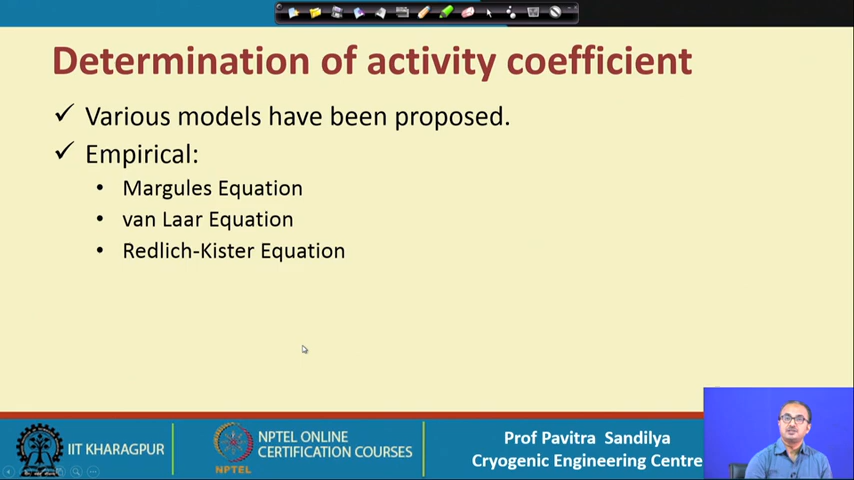 Determination of activity coefficient
✓ Various models have been proposed.
✓ Empirical:
• Margules Equation
• van Laar Equation
• Redlich-Kister Equation
IIT KHARAGPUR
NPTEL
NPTEL ONLINE
CERTIFICATION COURSES
Prof Pavitra Sandilya
Cryogenic Engineering Centre